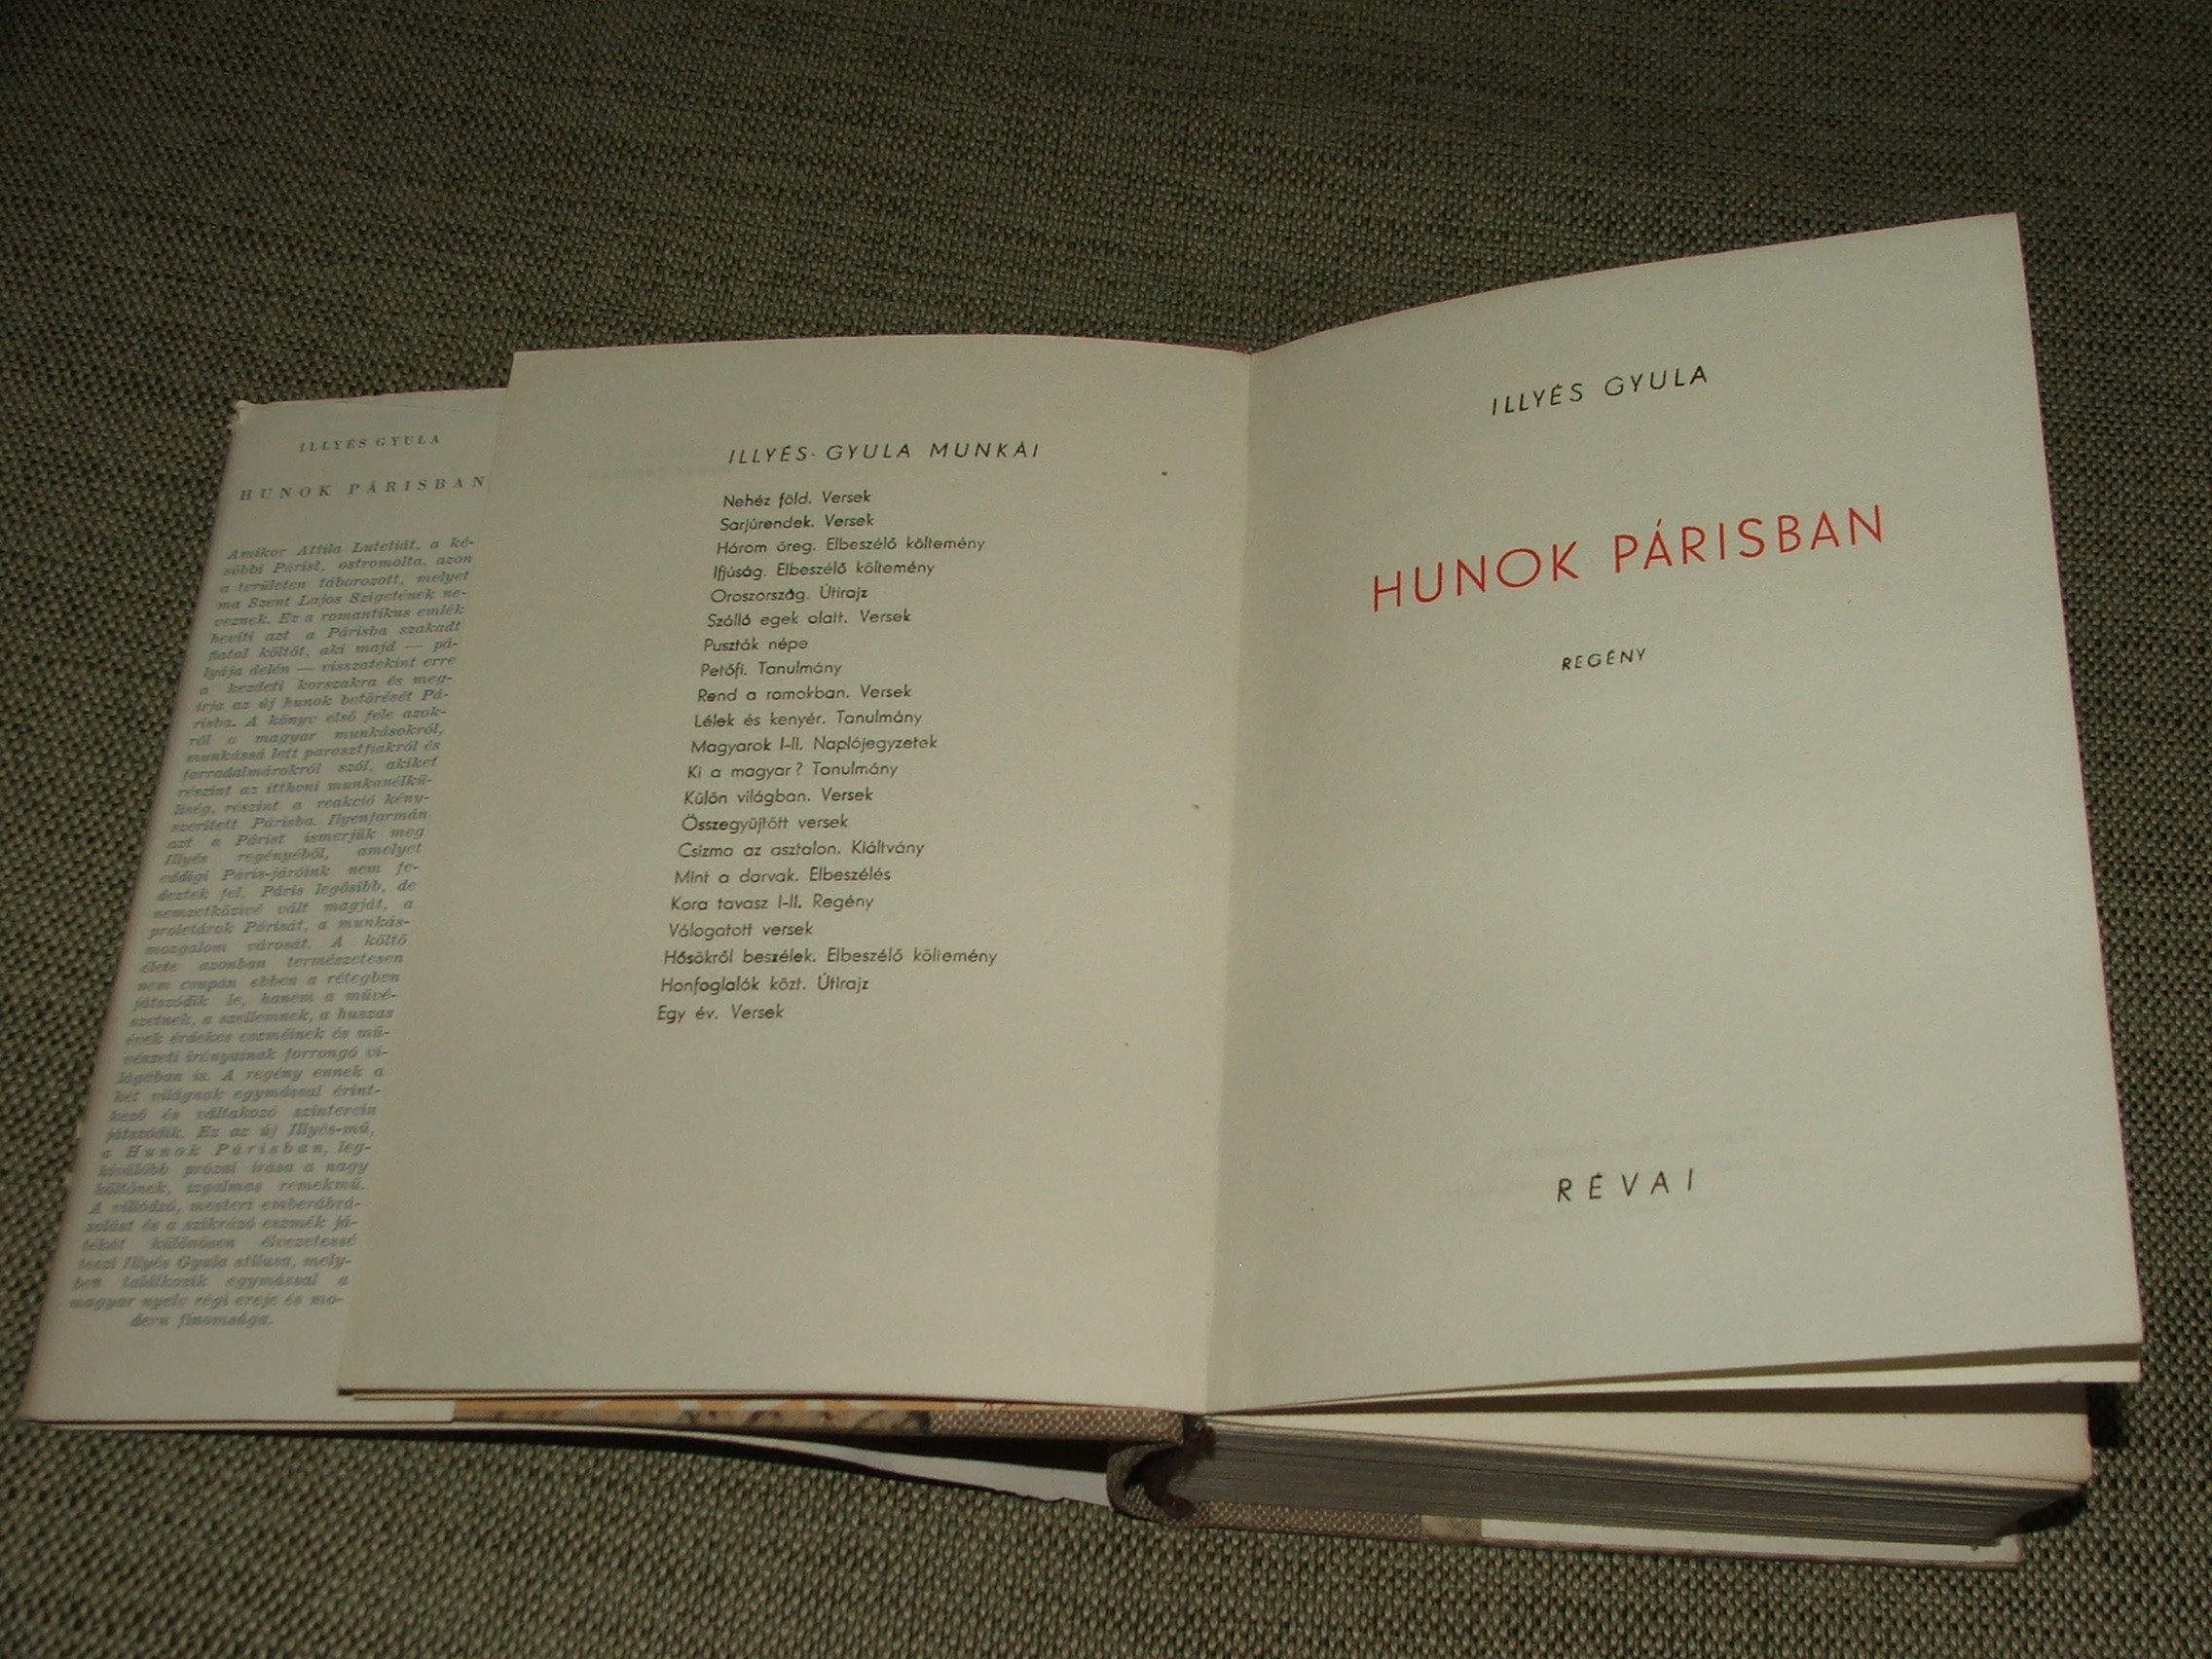 ILLYÉS GYULA
HUNOK PÁRISBAN
Amikor Attila Lutetiát, a ké-
sőbbi Párist, ostromolta, azon
a területen táborozott, melyet
ma Szent Lajos Szigetének ne-
veznek. Ez a romantikus emlék
hevíti azt a Párisba szakadt
fiatal költőt, aki majd — pá-
lyája delén — visszatekint erre
a kezdeti korszakra és meg-
írja az új hunok betörését Pá-
risba. A könyv első fele azok-
ról a magyar munkásokról,
munkássá lett parasztfiakról és
forradalmárokról szól, akiket
részint az itthoni munkanélkü-
liség, részint a reakció kény-
szerített Párisba. Ilyenformán
azt a Párist ismerjük meg
Illyés regényéből, amelyet
eddigi Páris-járóink nem fe-
deztek fel. Páris legősibb, de
nemzetközivé vált magját, a
proletárok Párisát, a munkás-
mozgalom városát. A költő
élete azonban természetesen
nem csupán ebben a rétegben
játszódik le, hanem a művé-
szetnek, a szellemnek, a huszas
évek érdekes eszméinek és mű-
vészeti irányainak forrongó vi-
lágában is. A regény ennek a
két világnak egymással érint-
kező és váltakozó színterein
játszódik. Ez az új Illyés-mű,
a Hunok Párisban, leg-
kiválóbb prózai írása a nagy
költőnek, izgalmas remekmű.
A villódzó, mesteri emberábrá-
zolást és a szikrázó eszmék já-
tékát különösen élvezetessé
teszi Illyés Gyula stílusa, mely-
ben találkozik egymással a
magyar nyelv régi ereje és mo-
dern finomsága.
ILLYÉS GYULA MUNKÁI
Nehéz föld. Versek
Sarjúrendek. Versek
Három öreg. Elbeszélő költemény
Ifjúság. Elbeszélő költemény
Oroszország. Útirajz
Szálló egek alatt. Versek
Puszták népe
Petőfi. Tanulmány
Rend a romokban. Versek
Lélek és kenyér. Tanulmány
Magyarok I-II. Naplójegyzetek
Ki a magyar? Tanulmány
Külön világban. Versek
Összegyűjtött versek
Csizma az asztalon. Kiáltvány
Mint a darvak. Elbeszélés
Kora tavasz I-II. Regény
Válogatott versek
Hősökről beszélek. Elbeszélő költemény
Honfoglalók közt. Útirajz
Egy év. Versek
ILLYÉS GYULA
HUNOK PÁRISBAN
REGÉNY
RÉVAI